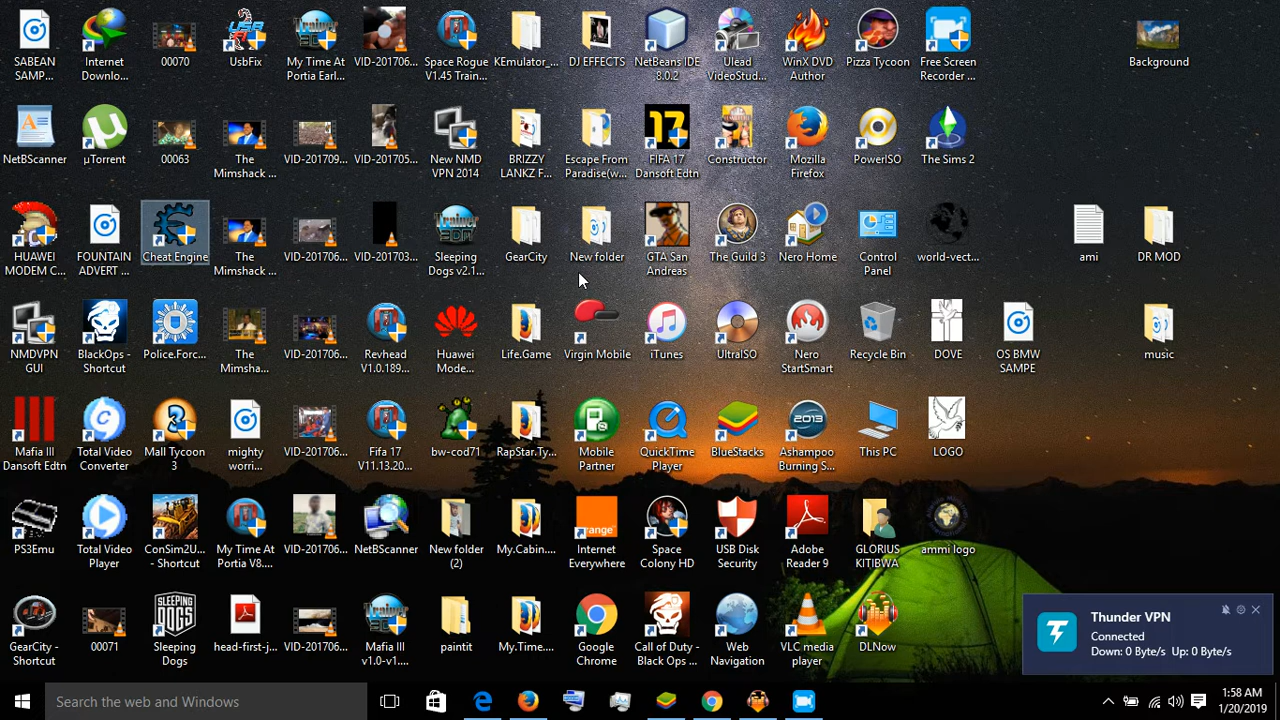 SABEAN
SAMP...
Internet
Downlo...
00070
UsbFix
My Time At
Portia Earl...
VID-201706...
Space Rogue
V1.45 Train...
KEmulator_...
DJ EFFECTS
NetBeans IDE
8.0.2
Ulead
VideoStud...
WinX DVD
Author
Pizza Tycoon
Free Screen
Recorder ...
Background
NetBScanner
µTorrent
00063
The
Mimshack ...
VID-201709...
VID-201705...
New NMD
VPN 2014
BRIZZY
LANKZ F...
Escape From
Paradise(w...
17
FIFA 17
Dansoft Edtn
Constructor
Mozilla
Firefox
PowerISO
The Sims 2
HUAWEI
MODEM C...
FOUNTAIN
ADVERT ...
Cheat Engine
The
Mimshack ...
VID-201706...
VID-201703...
Trainer
Sleeping
Dogs v2.1...
GearCity
New folder
GTA San
Andreas
The Guild 3
Nero Home
Control
Panel
world-vect...
ami
DR MOD
NMDVPN
GUI
BlackOps -
Shortcut
Police.Forc...
The
Mimsha...
VID-201706...
Revhead
V1.0.189...
Huawei
Mode...
Life.Game
Virgin Mobile
iTunes
UltraISO
Nero
StartSmart
Recycle Bin
DOVE
OS BMW
SAMPE
music
Mafia III
Dansoft Edtn
Total Video
Converter
Mall Tycoon
3
mighty
worri...
VID-201706...
Fifa 17
V11.13.20...
bw-cod71
RapStar.Ty...
Mobile
Partner
QuickTime
Player
BlueStacks
2013
Ashampoo
Burning S...
This PC
LOGO
PS3Emu
Total Video
Player
ConSim2U...
- Shortcut
My Time At
Portia V8....
VID-201706...
NetBScanner
New folder
(2)
My.Cabin....
orange
Internet
Everywhere
Space
Colony HD
USB Disk
Security
Adobe
Reader 9
GLORIUS
KITIBWA
ammi logo
GearCity -
Shortcut
00071
SLEEPING
DOGS
Sleeping
Dogs
head-first-j...
VID-201706...
Trainer
Mafia III
v1.0-v1....
paintit
My.Time....
Google
Chrome
Call of Duty -
Black Ops ...
Web
Navigation
VLC media
player
DLNow
Thunder VPN
Connected
Down: 0 Byte/s Up: 0 Byte/s
Search the web and Windows
1:58 AM
1/20/2019